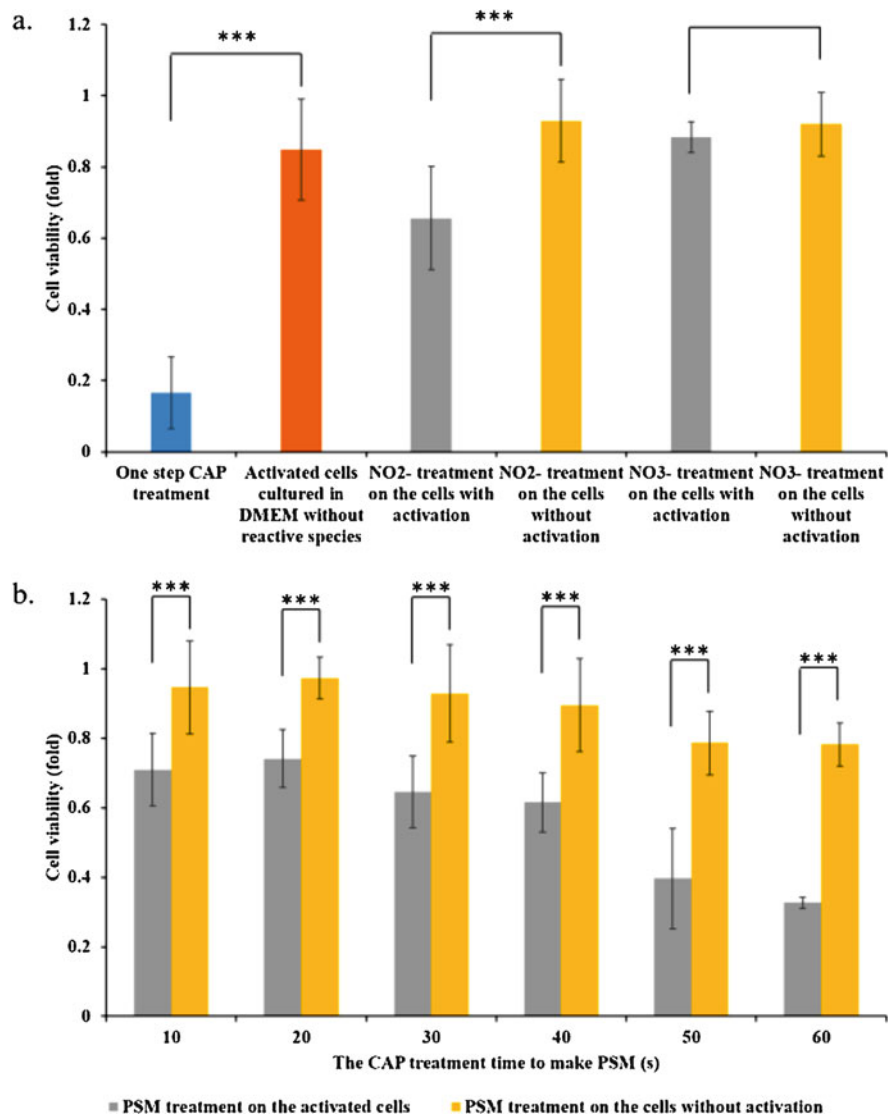 a.
1.2
1
0.8
0.6
0.4
0.2
0
Cell viability (fold)
***
***
One step CAP
treatment
Activated cells
cultured in
DMEM without
reactive species
NO2- treatment
on the cells with
activation
NO2- treatment
on the cells
without
activation
NO3- treatment
on the cells with
activation
NO3- treatment
on the cells
without
activation
b.
1.2
1
0.8
0.6
0.4
0.2
0
Cell viability (fold)
***
***
***
***
***
***
10 20 30 40 50 60
The CAP treatment time to make PSM (s)
PSM treatment on the activated cells PSM treatment on the cells without activation